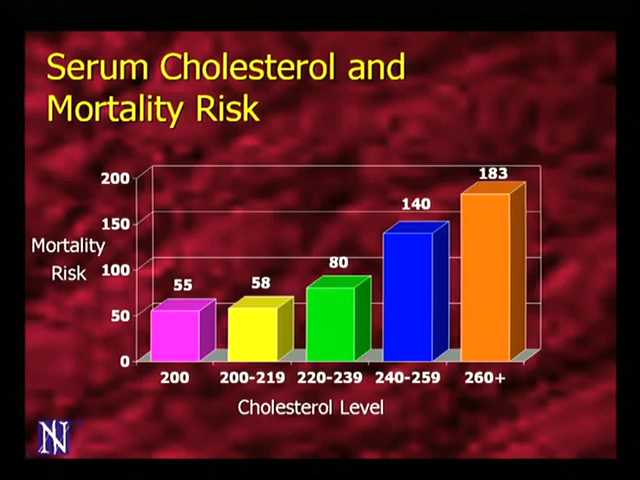 Serum Cholesterol and
Mortality Risk
183
200
140
150
Mortality
80
Risk
100
55
58
50
0
200
200-219
220-239
240-259
260+
Cholesterol Level
N